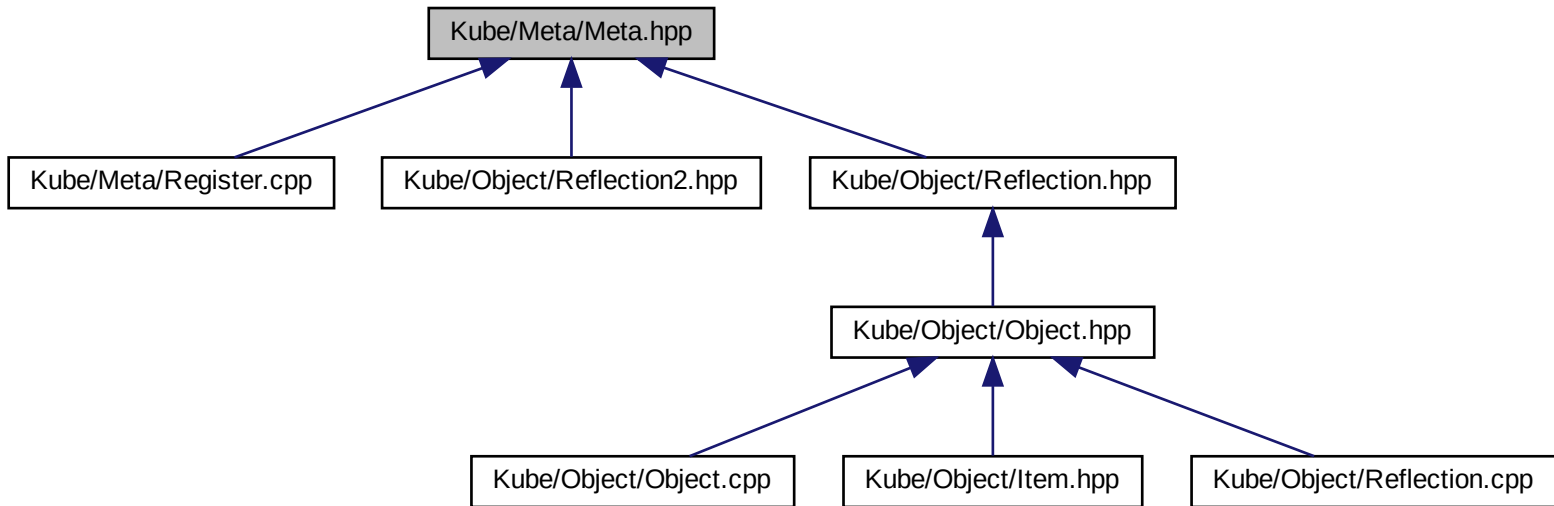 Kube/Meta/Meta.hpp
Kube/Meta/Register.cpp
Kube/Object/Reflection2.hpp
Kube/Object/Reflection.hpp
Kube/Object/Object.hpp
Kube/Object/Object.cpp
Kube/Object/Item.hpp
Kube/Object/Reflection.cpp